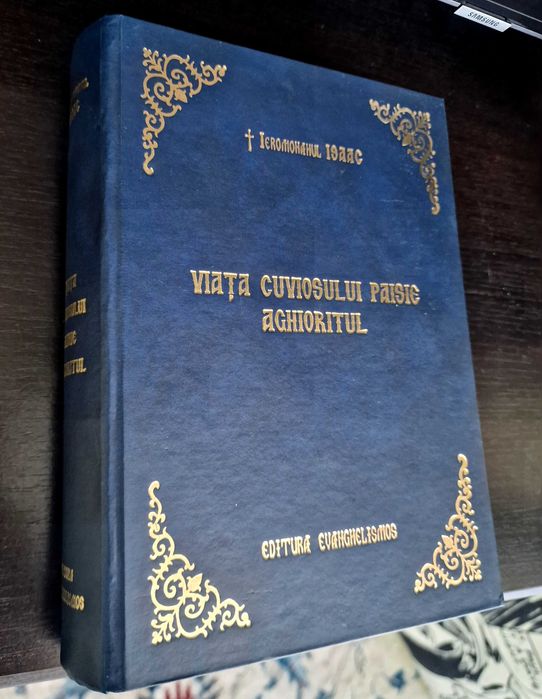 † Ieromonahul ISAAC
VIAȚA CUVIOSULUI PAISIE
AGHIORITUL
EDITURA EVANGHELISMOS
SAMSUNG